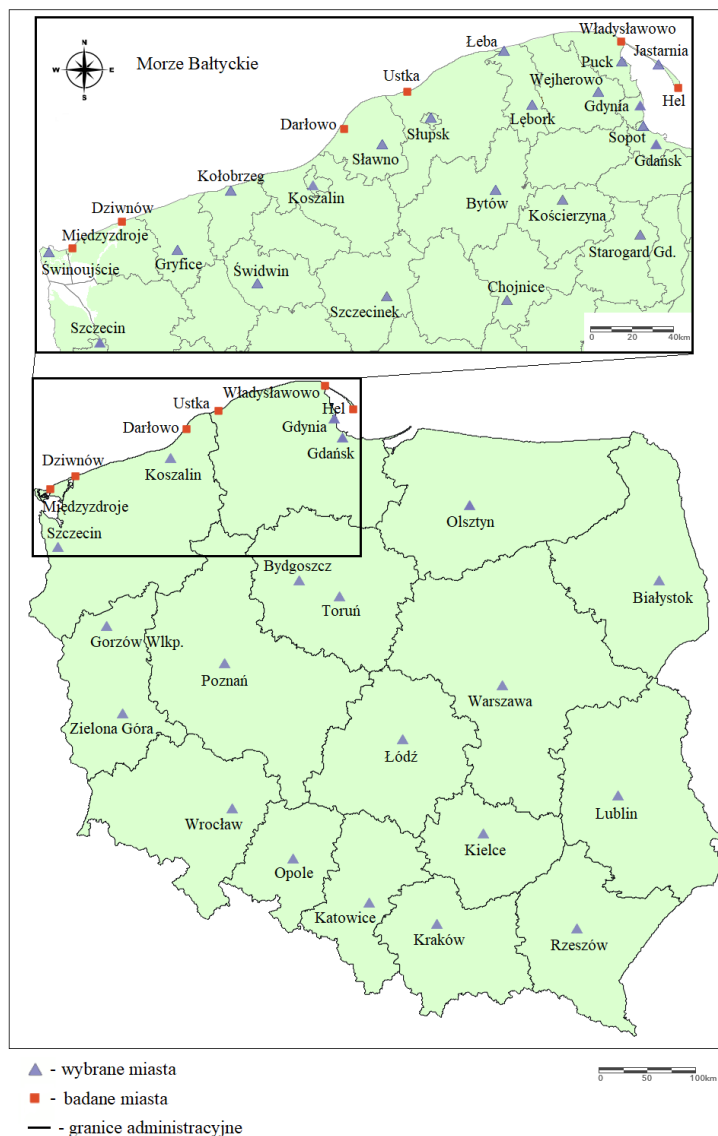 N
W
E
S
Morze Bałtyckie
Łeba
Władysławowo
Jastarnia
Puck
Ustka
Wejherowo
Hel
Gdynia
Darłowo
Słupsk
Lębork
Sopot
Sławno
Gdańsk
Kołobrzeg
Koszalin
Bytów
Kościerzyna
Dziwnów
Międzyzdroje
Starogard Gd.
Gryfice
Świnoujście
Świdwin
Szczecinek
Chojnice
Szczecin
0 20 40km
Władysławowo
Ustka
Hel
Gdynia
Darłowo
Gdańsk
Dziwnów
Koszalin
Międzyzdroje
Szczecin
Olsztyn
Bydgoszcz
Toruń
Białystok
Gorzów Wlkp.
Poznań
Warszawa
Zielona Góra
Łódź
Wrocław
Lublin
Kielce
Opole
Katowice
Kraków
Rzeszów
- wybrane miasta
0 50 100km
- badane miasta
- granice administracyjne